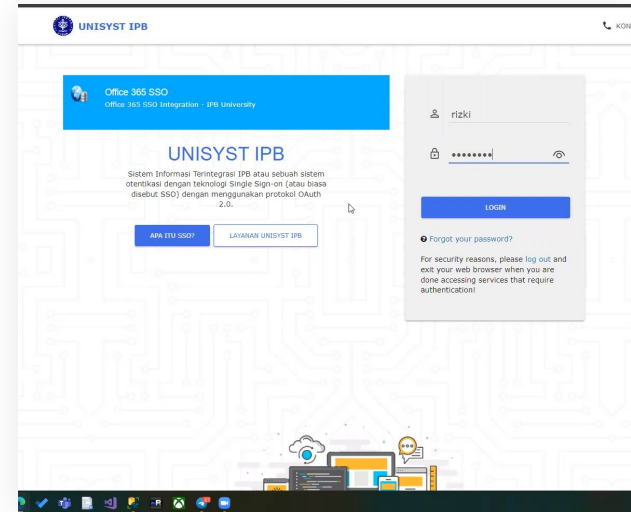 UNISYST IPB
KON
Office 365 SSO
Office 365 SSO Integration - IPB University
UNISYST IPB
Sistem Informasi Terintegrasi IPB atau sebuah sistem
otentikasi dengan teknologi Single Sign-on (atau biasa
disebut SSO) dengan menggunakan protokol OAuth
2.0.
APA ITU SSO?
LAYANAN UNISYST IPB
rizki
••••••••
LOGIN
Forgot your password?
For security reasons, please log out and
exit your web browser when you are
done accessing services that require
authentication!